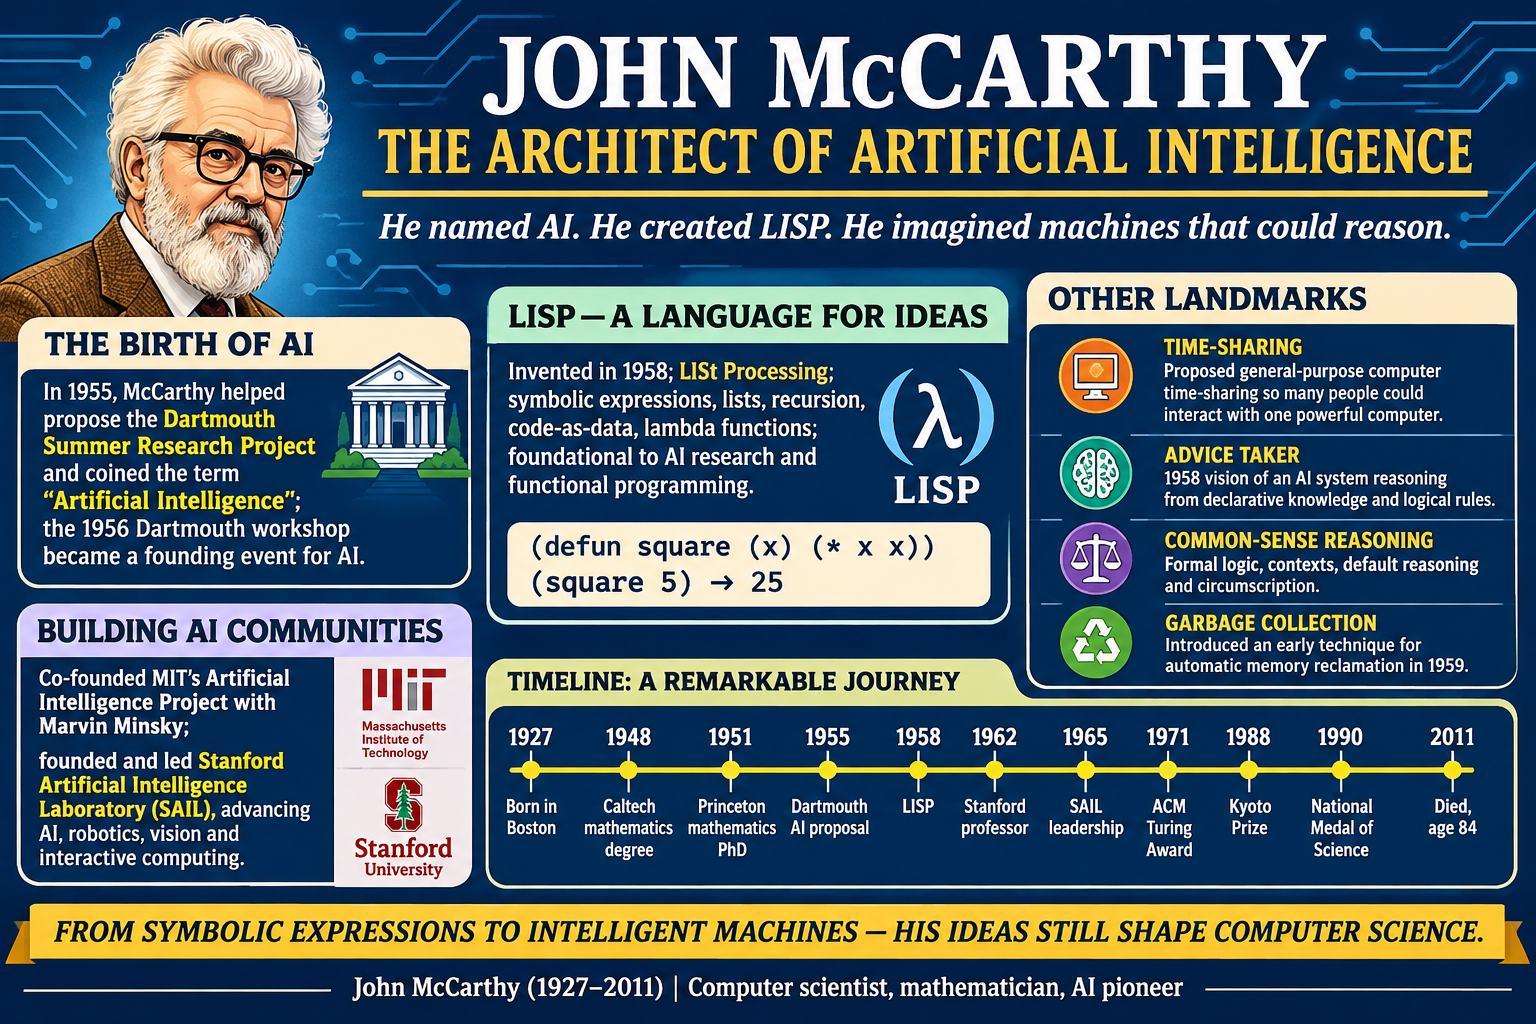 JOHN McCARTHY
THE ARCHITECT OF ARTIFICIAL INTELLIGENCE
He named AI. He created LISP. He imagined machines that could reason.
THE BIRTH OF AI
In 1955, McCarthy helped
propose the Dartmouth
Summer Research Project
and coined the term
“Artificial Intelligence”;
the 1956 Dartmouth workshop
became a founding event for AI.
BUILDING AI COMMUNITIES
Co-founded MIT’s Artificial
Intelligence Project with
Marvin Minsky;
founded and led Stanford
Artificial Intelligence
Laboratory (SAIL), advancing
AI, robotics, vision and
interactive computing.
MIT
Massachusetts
Institute of
Technology
S
Stanford
University
LISP — A LANGUAGE FOR IDEAS
Invented in 1958; LISt Processing;
symbolic expressions, lists, recursion,
code-as-data, lambda functions;
foundational to AI research and
functional programming.
(λ)
LISP
(defun square (x) (* x x))
(square 5) → 25
OTHER LANDMARKS
TIME-SHARING
Proposed general-purpose computer
time-sharing so many people could
interact with one powerful computer.
ADVICE TAKER
1958 vision of an AI system reasoning
from declarative knowledge and logical rules.
COMMON-SENSE REASONING
Formal logic, contexts, default reasoning
and circumscription.
GARBAGE COLLECTION
Introduced an early technique for
automatic memory reclamation in 1959.
TIMELINE: A REMARKABLE JOURNEY
1927
Born in
Boston
1948
Caltech
mathematics
degree
1951
Princeton
mathematics
PhD
1955
Dartmouth
AI proposal
1958
LISP
1962
Stanford
professor
1965
SAIL
leadership
1971
ACM
Turing
Award
1988
Kyoto
Prize
1990
National
Medal of
Science
2011
Died,
age 84
FROM SYMBOLIC EXPRESSIONS TO INTELLIGENT MACHINES — HIS IDEAS STILL SHAPE COMPUTER SCIENCE.
John McCarthy (1927–2011) | Computer scientist, mathematician, AI pioneer